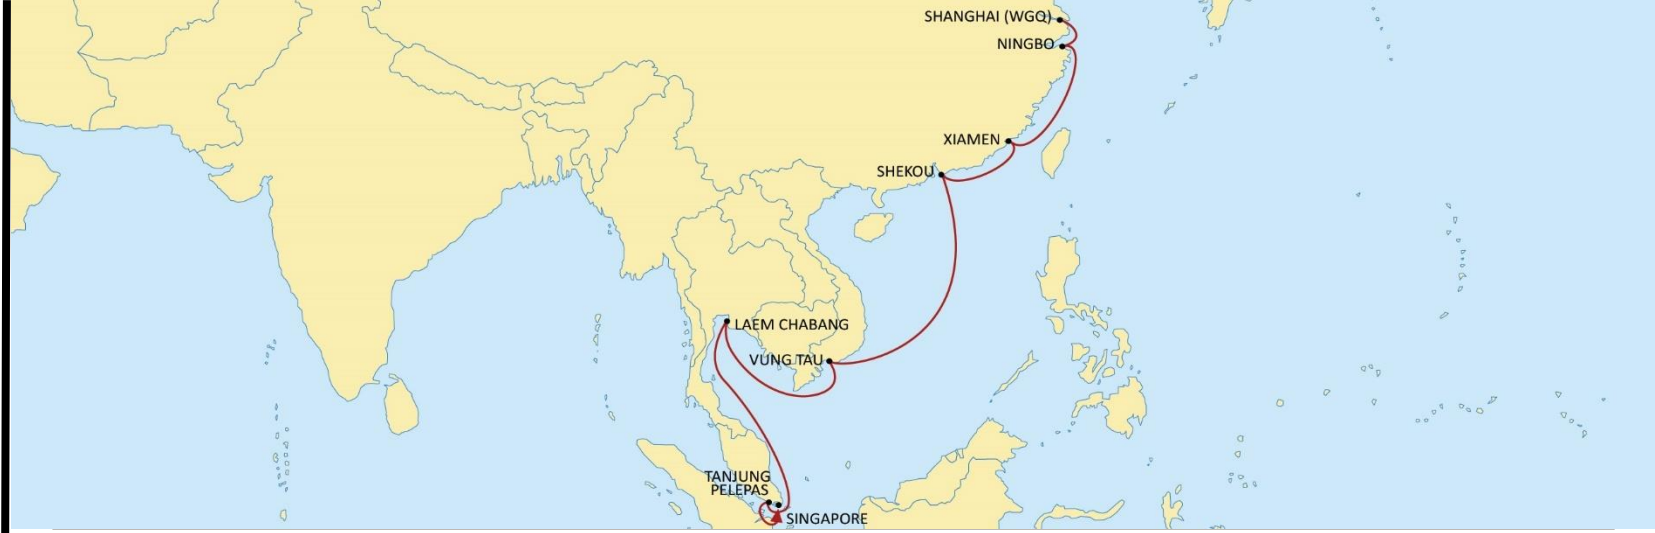 SHANGHAI (WGQ)
NINGBO
XIAMEN
SHEKOU
LAEM CHABANG
VUNG TAU
TANJUNG
PELEPAS
SINGAPORE